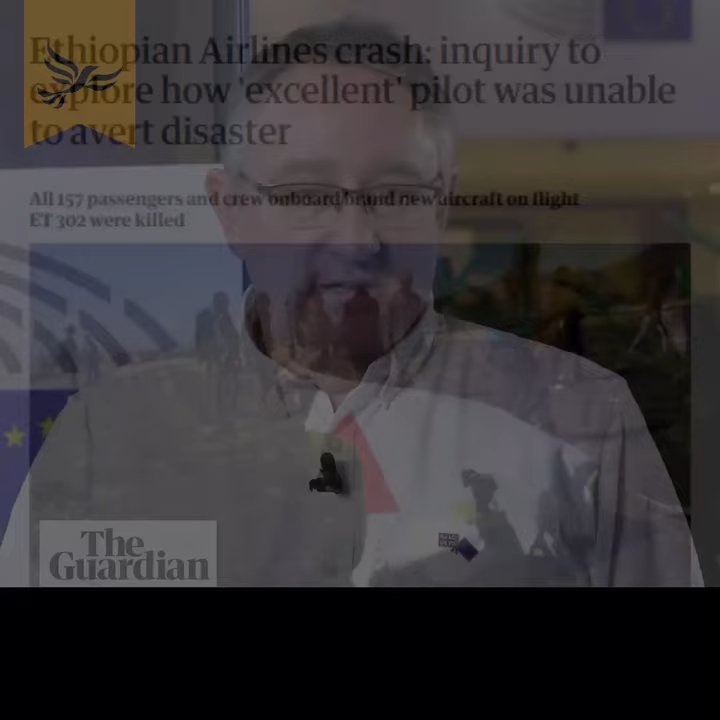 Ethiopian Airlines crash: inquiry to
explore how 'excellent' pilot was unable
to avert disaster
All 157 passengers and crew onboard brand new aircraft on flight
ET 302 were killed
The
Guardian